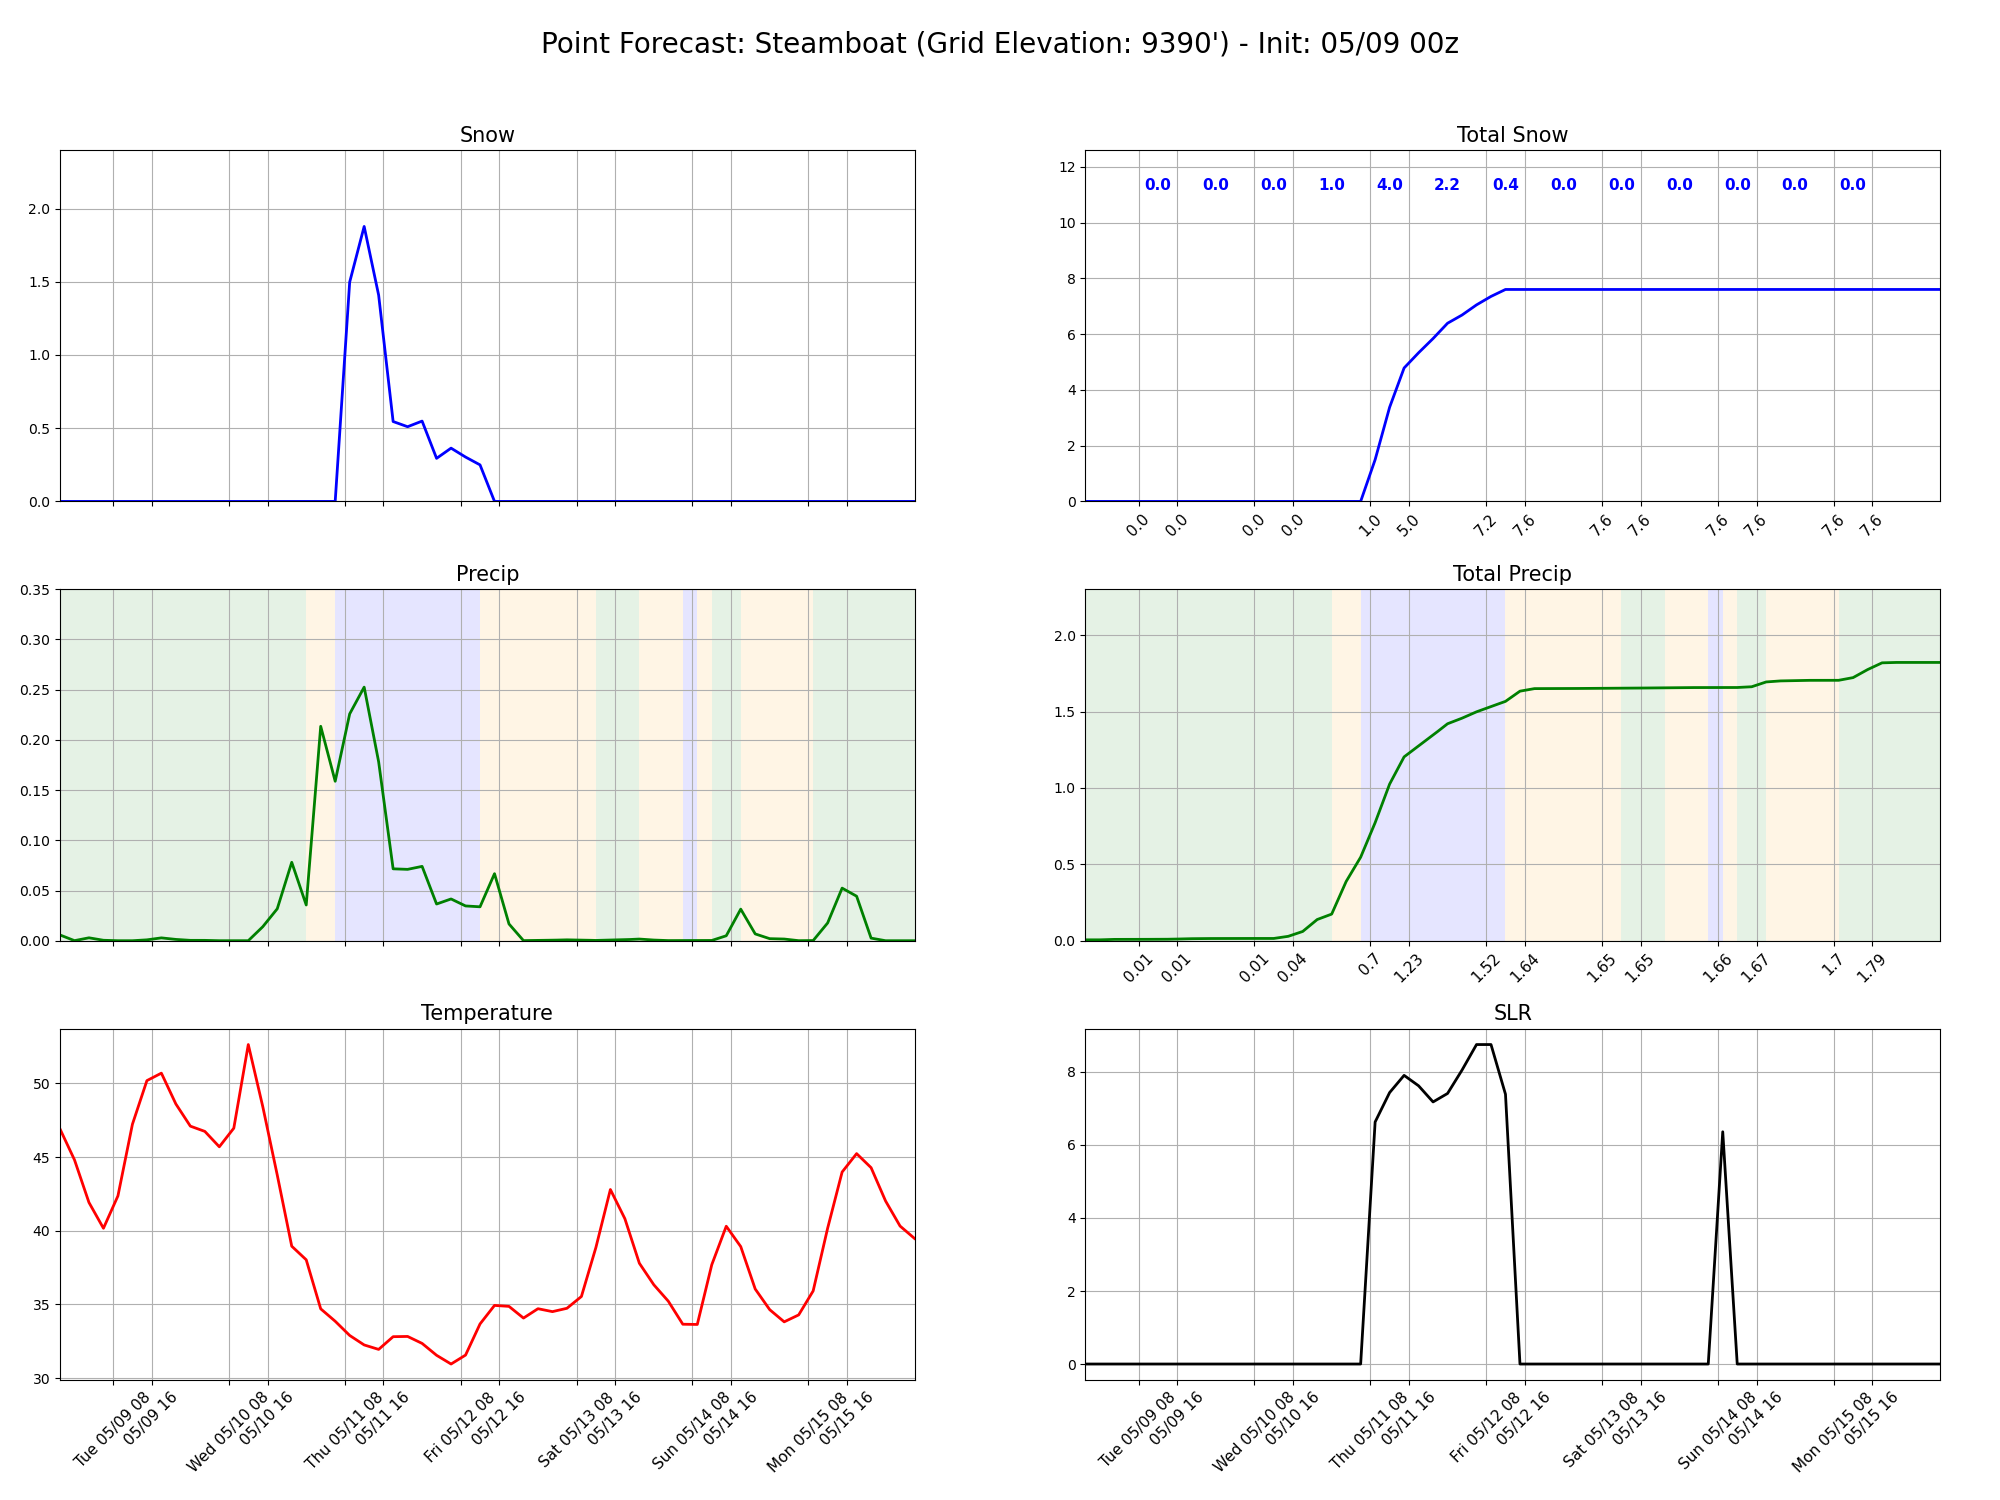 Point Forecast: Steamboat (Grid Elevation: 9390') - Init: 05/09 00z
Snow
2.0
1.5
1.0
0.5
0.0
Total Snow
12
10
8
6
4
2
0
0.0 0.0 0.0 1.0 4.0 2.2 0.4 0.0 0.0 0.0 0.0 0.0 0.0
0.0 0.0 0.0 0.0 1.0 5.0 7.2 7.6 7.6 7.6 7.6 7.6 7.6 7.6
Precip
0.35
0.30
0.25
0.20
0.15
0.10
0.05
0.00
Total Precip
2.0
1.5
1.0
0.5
0.0
0.01 0.01 0.01 0.04 0.7 1.23 1.52 1.64 1.65 1.65 1.66 1.67 1.7 1.79
Temperature
50
45
40
35
30
Tue 05/09 08
05/09 16
Wed 05/10 08
05/10 16
Thu 05/11 08
05/11 16
Fri 05/12 08
05/12 16
Sat 05/13 08
05/13 16
Sun 05/14 08
05/14 16
Mon 05/15 08
05/15 16
SLR
8
6
4
2
0
Tue 05/09 08
05/09 16
Wed 05/10 08
05/10 16
Thu 05/11 08
05/11 16
Fri 05/12 08
05/12 16
Sat 05/13 08
05/13 16
Sun 05/14 08
05/14 16
Mon 05/15 08
05/15 16